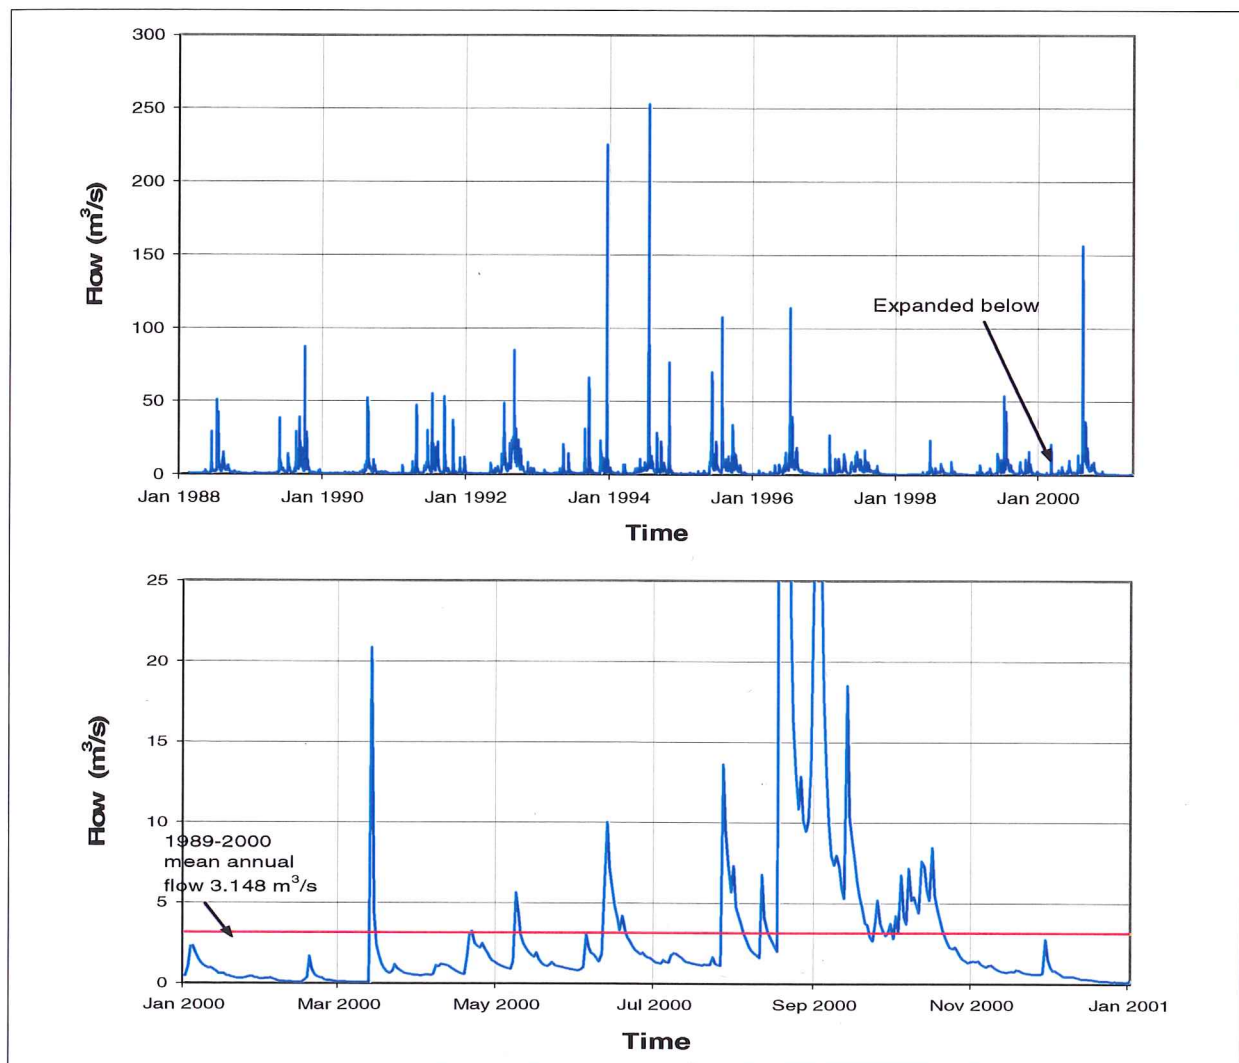 300
250
200
150
100
50
0
Flow (m³/s)
Expanded below
Jan 1988
Jan 1990
Jan 1992
Jan 1994
Jan 1996
Jan 1998
Jan 2000
Time
25
20
15
10
5
0
Flow (m³/s)
1989-2000
mean annual
flow 3.148 m³/s
Jan 2000
Mar 2000
May 2000
Jul 2000
Sep 2000
Nov 2000
Jan 2001
Time